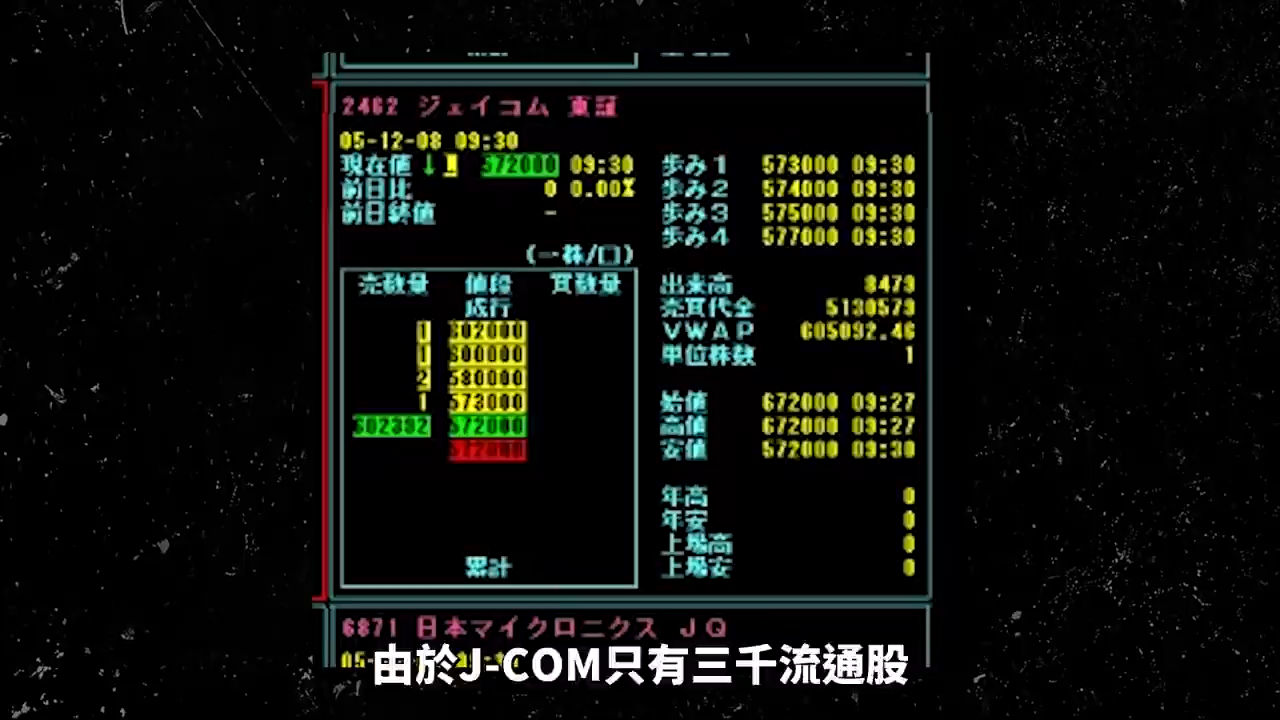 2462 ジェイコム 東証
05-12-08 09:30
現在値 ↓ 572000 09:30
前日比 0 0.00%
前日終値 -
(一株/口)
売数量 値段 買数量
成行
1 602000
1 600000
2 580000
1 573000
602382 572000
572000
累計
歩み1 573000 09:30
歩み2 574000 09:30
歩み3 575000 09:30
歩み4 577000 09:30
出来高 8479
売買代金 5130579
VWAP 605092.46
単位株数 1
始値 672000 09:27
高値 672000 09:27
安値 572000 09:30
年高 0
年安 0
上場高 0
上場安 0
6871 日本マイクロニクス JQ
由於J-COM只有三千流通股